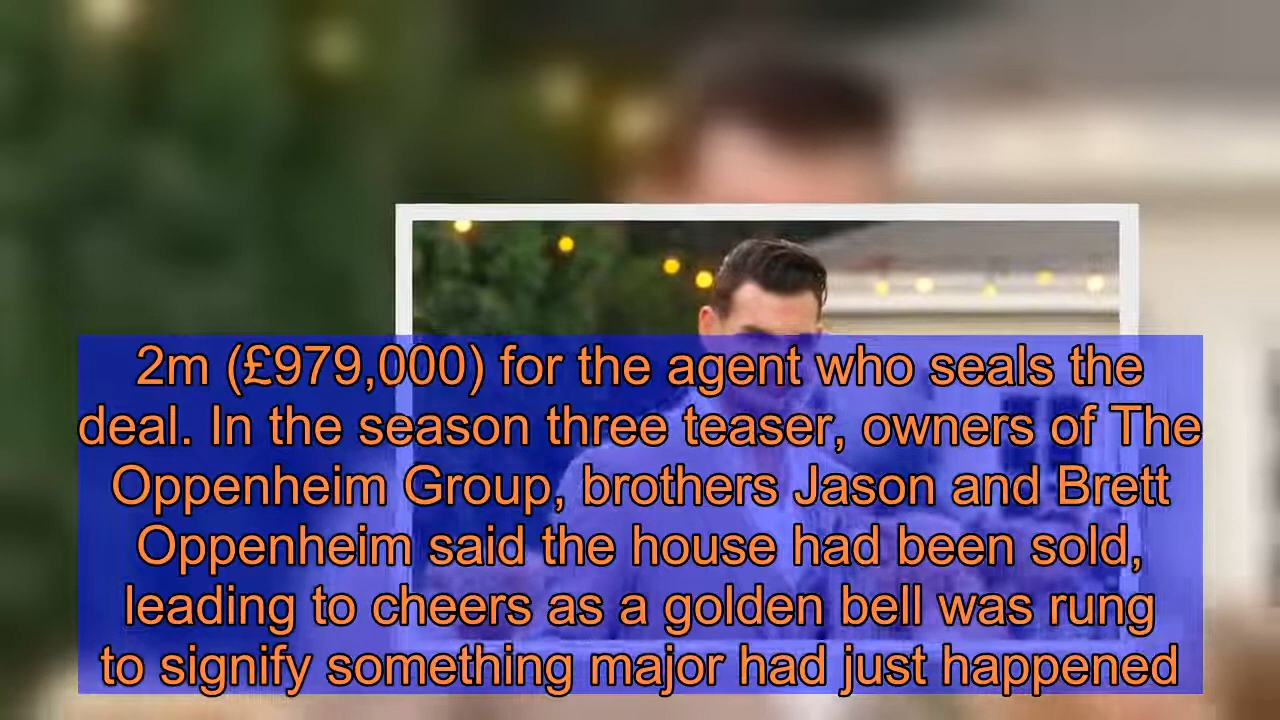 2m (£979,000) for the agent who seals the
deal. In the season three teaser, owners of The
Oppenheim Group, brothers Jason and Brett
Oppenheim said the house had been sold,
leading to cheers as a golden bell was rung
to signify something major had just happened